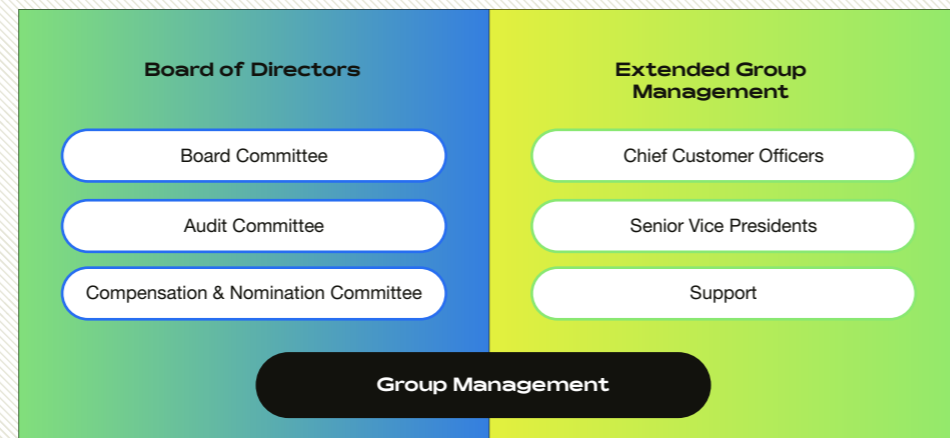 Board of Directors
Board Committee
Audit Committee
Compensation & Nomination Committee
Extended Group
Management
Chief Customer Officers
Senior Vice Presidents
Support
Group Management